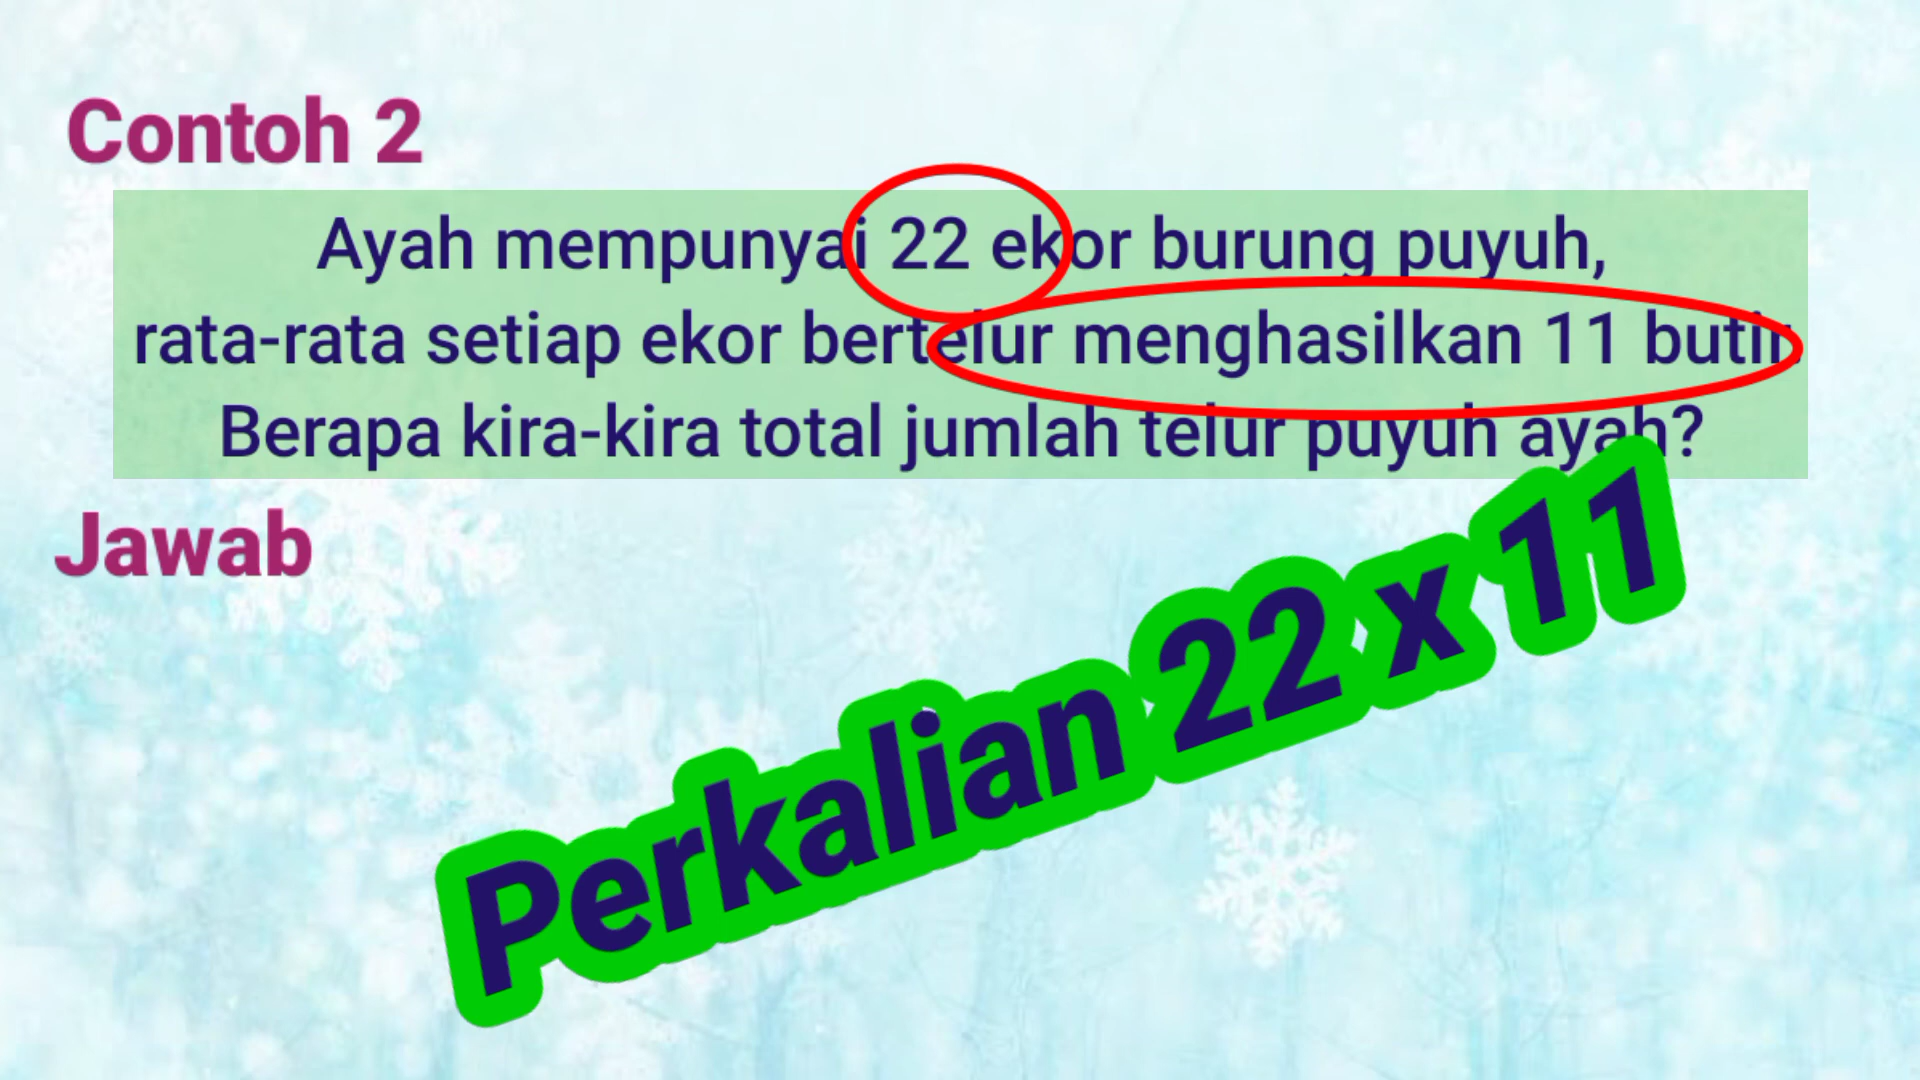 Contoh 2
Ayah mempunyai 22 ekor burung puyuh,
rata-rata setiap ekor bertelur menghasilkan 11 butir.
Berapa kira-kira total jumlah telur puyuh ayah?
Jawab
Perkalian 22 x 11